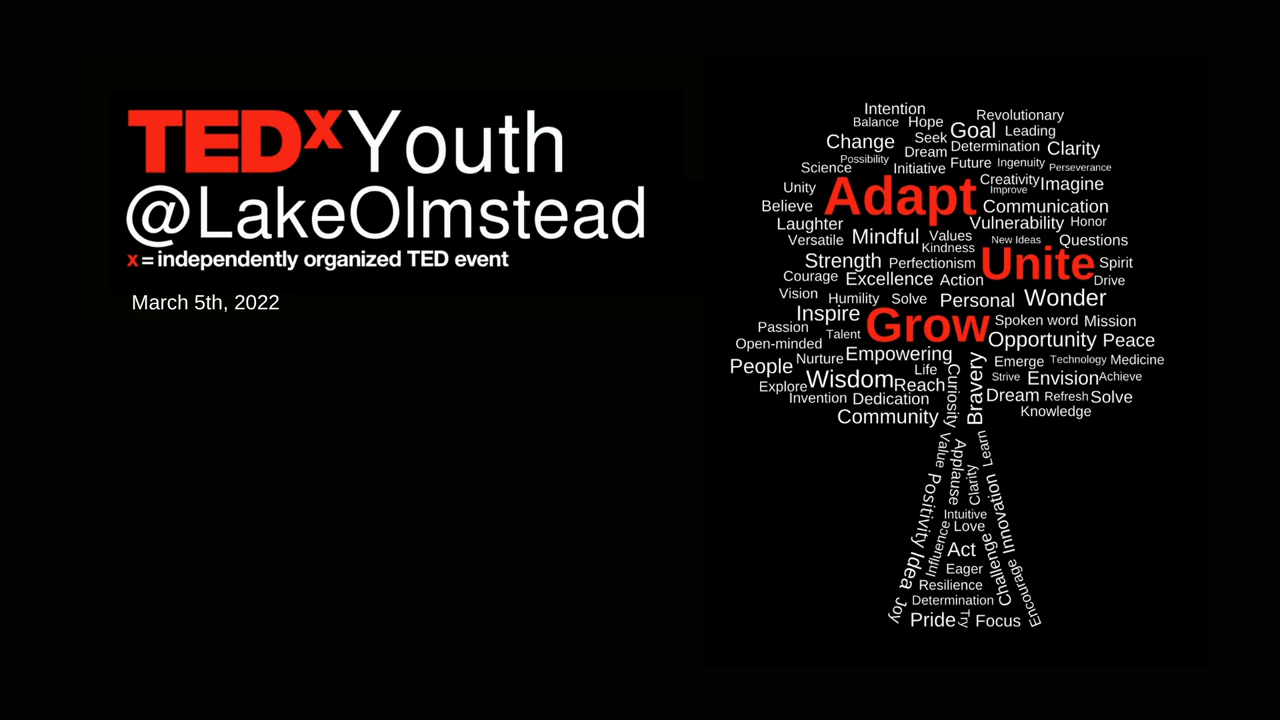 TEDxYouth
@LakeOlmstead
x = independently organized TED event
March 5th, 2022
Intention
Revolutionary
Balance Hope
Goal Leading
Change Seek
Determination Clarity
Dream
Possibility
Science Initiative
Future Ingenuity Perseverance
Unity Adapt Creativity Imagine
Improve
Believe Communication
Laughter Vulnerability Honor
Versatile Mindful Values New Ideas Questions
Kindness
Strength Perfectionism Unite Spirit
Courage Excellence Action Drive
Vision Humility Solve Personal Wonder
Inspire Grow Spoken word Mission
Passion Talent
Open-minded Opportunity Peace
Nurture Empowering Emerge Technology Medicine
People Life
Explore Wisdom Reach Strive Envision Achieve
Invention Dedication Dream Refresh Solve
Community Knowledge
Curiosity
Bravery
Value
Applause
Learn
Clarity
Positivity
Innovation
Intuitive
Love
Influence
Challenge
Act
Idea
Eager
Resilience
Encourage
Joy
Determination
Pride Try Focus